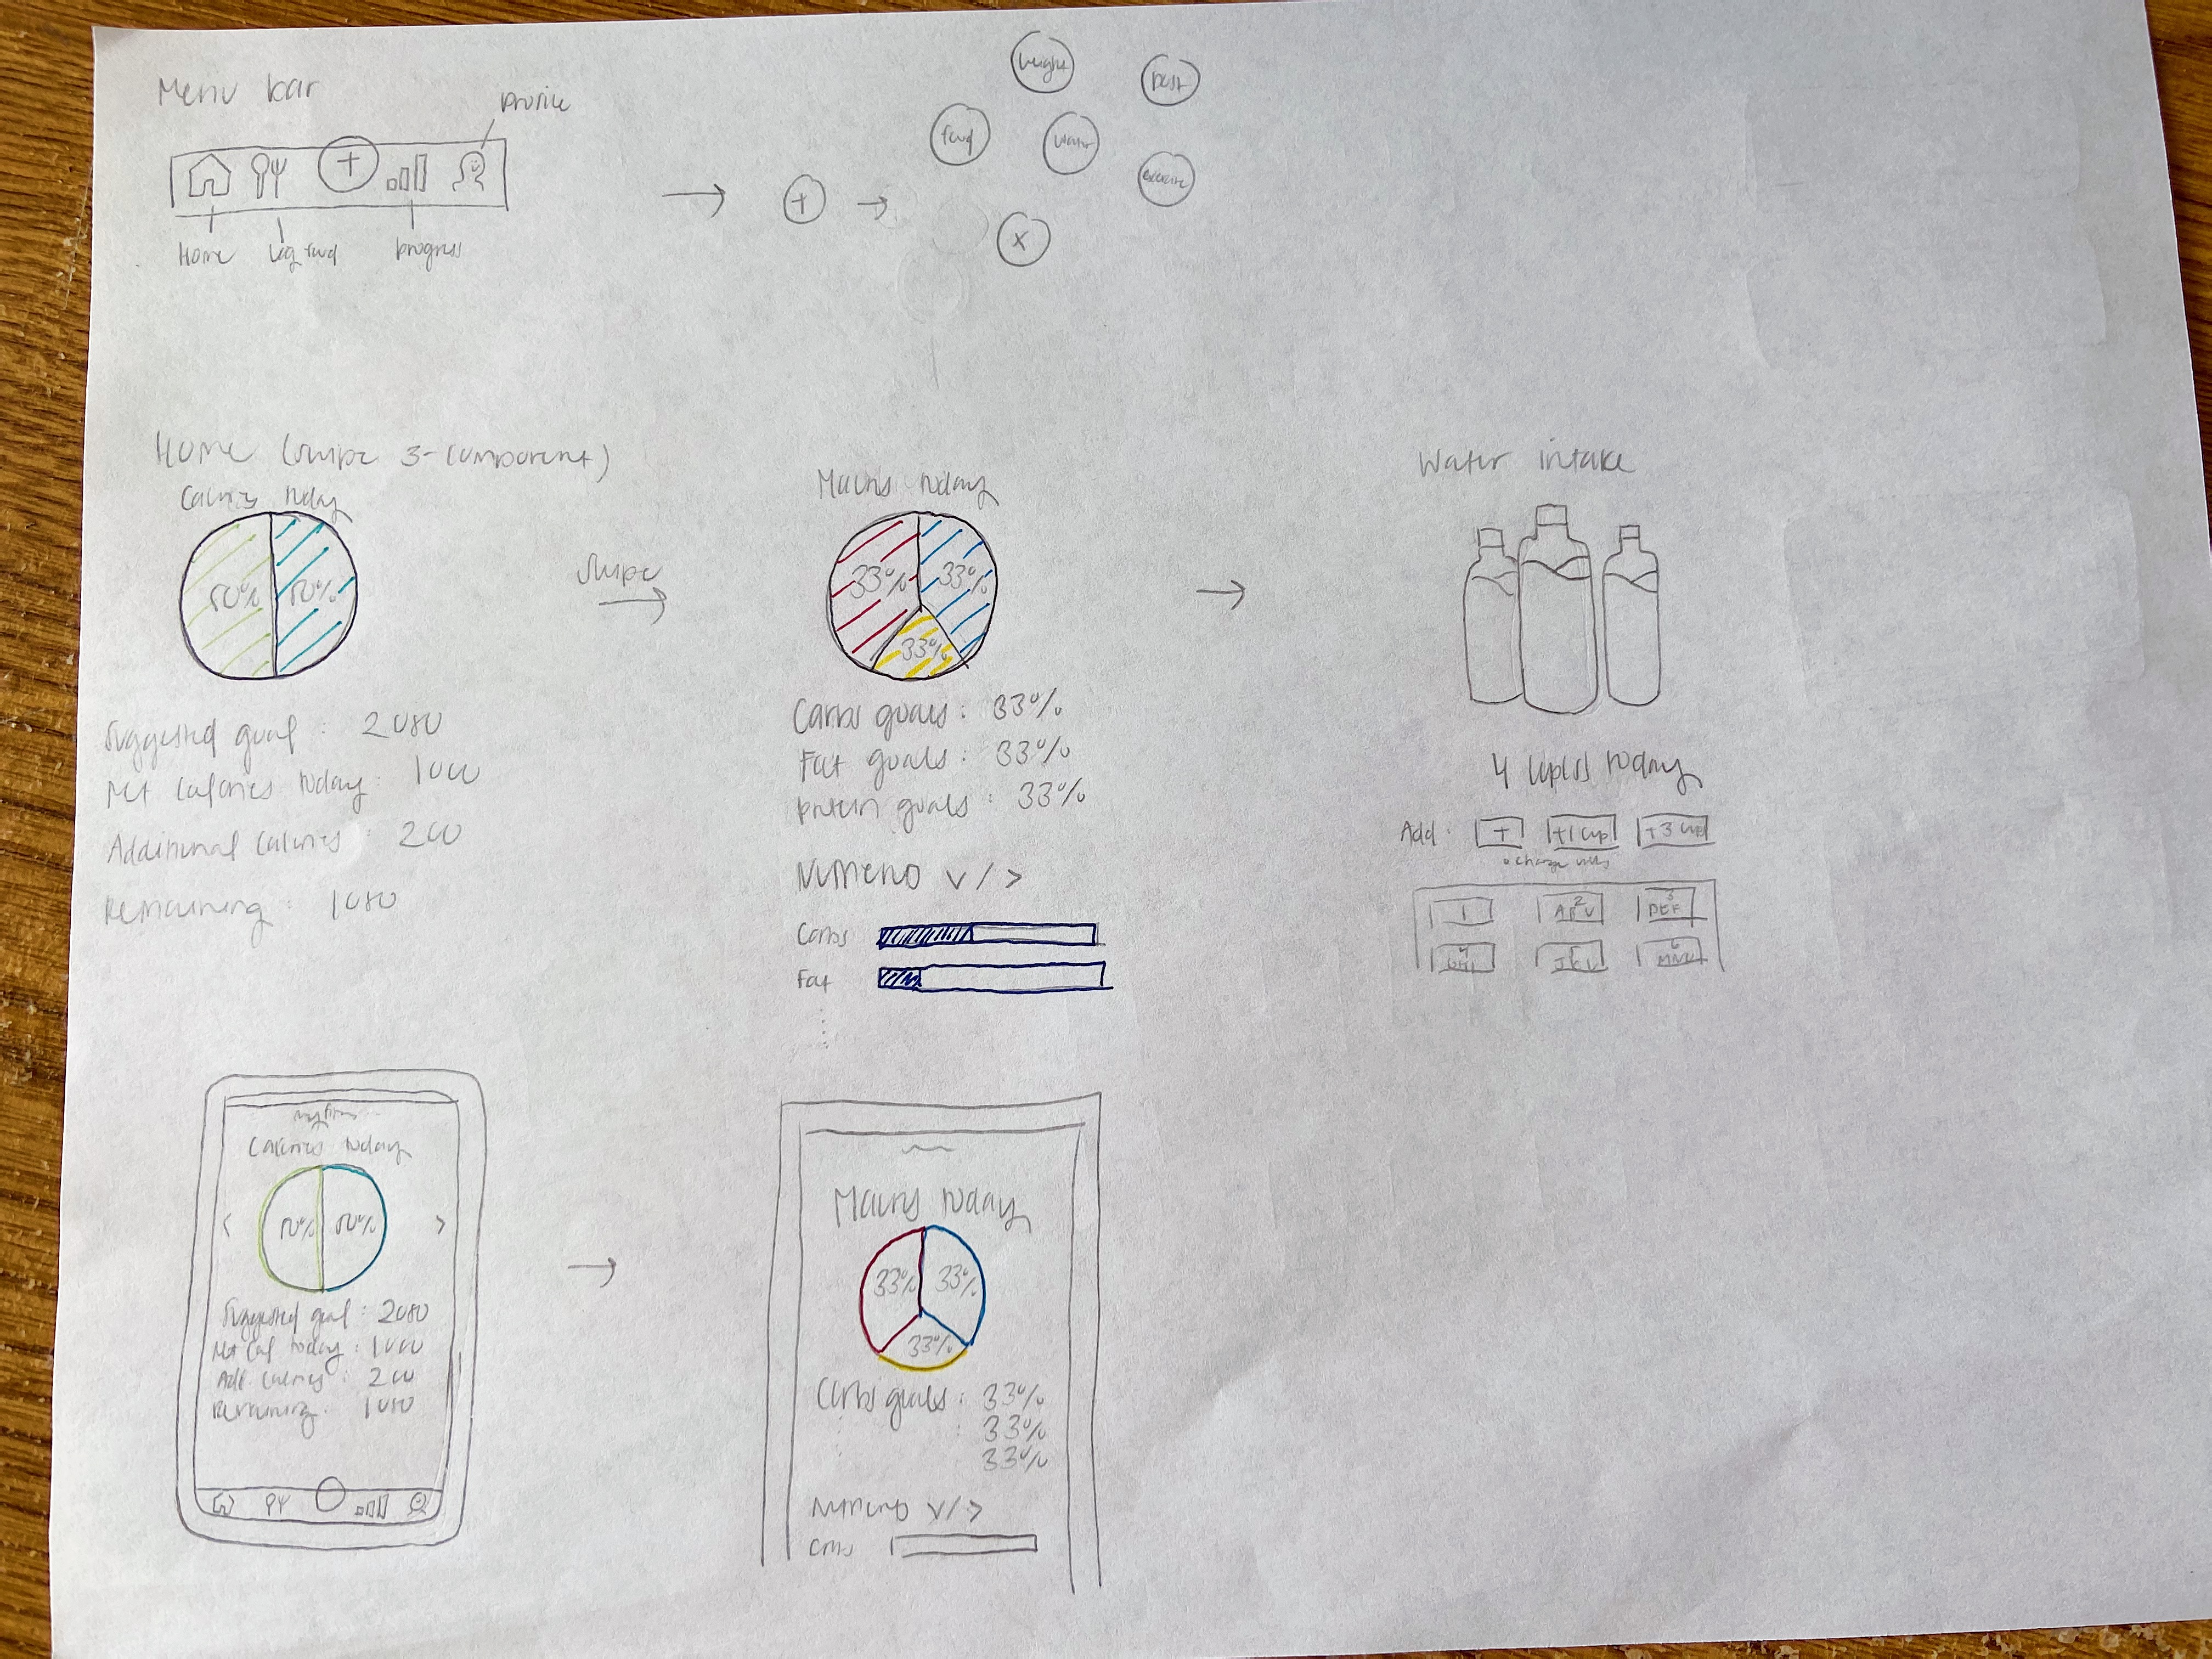 Menu bar
profile
+
Home
log food
progress
+
weight
post
food
water
exercise
X
Home (swipe 3-component)
Calories today
50% 50%
Suggested goal : 2080
Net calories today : 1000
Additional calories : 200
Remaining : 1080
swipe
Macros today
33% 33%
33%
Carbs goals : 33%
Fat goals : 33%
protein goals : 33%
Nutrients v / >
Carbs
Fat
Water intake
4 cup(s) today
Add : + +1 cup +3 cup
change units
1 2 ABC 3 DEF
4 GHI 5 JKL 6 MNO
Calories today
< 50% 50% >
Suggested goal : 2080
Net cal today : 1000
Add. calories : 200
Remaining : 1080
Macros today
33% 33%
33%
Carbs goals : 33%
: 33%
: 33%
Nutrients v / >
Carbs